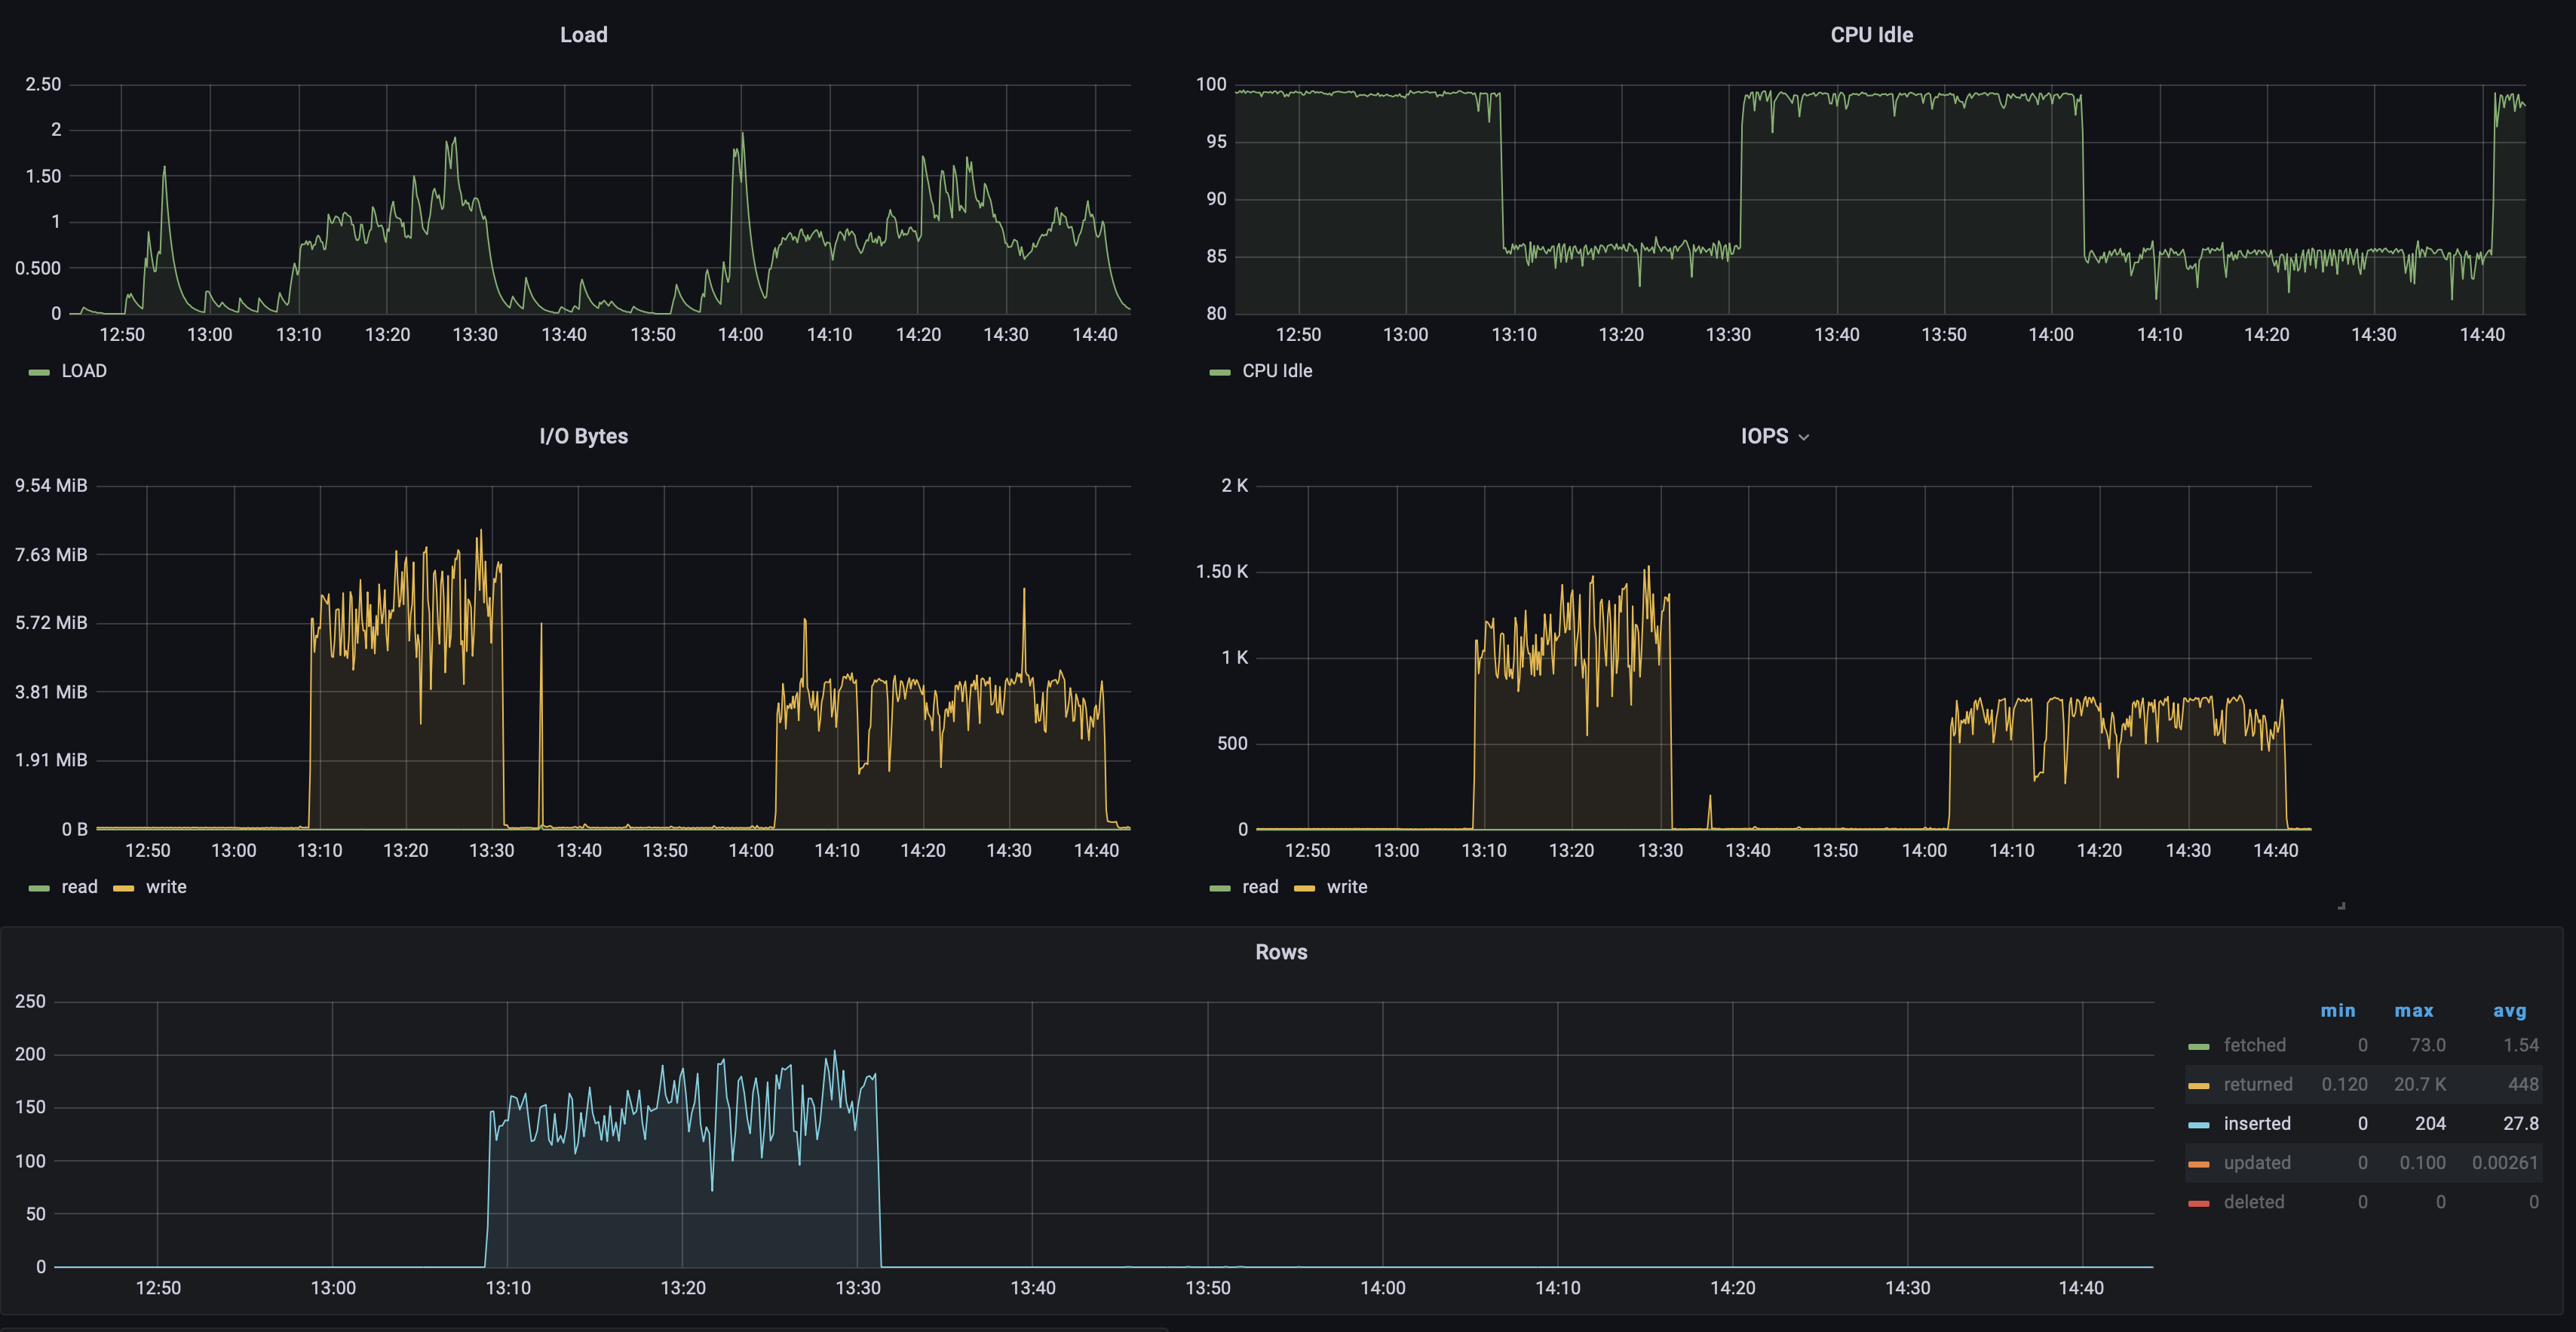 Load
CPU Idle
2.50
2
1.50
1
0.500
0
12:50 13:00 13:10 13:20 13:30 13:40 13:50 14:00 14:10 14:20 14:30 14:40
LOAD
100
95
90
85
80
12:50 13:00 13:10 13:20 13:30 13:40 13:50 14:00 14:10 14:20 14:30 14:40
CPU Idle
I/O Bytes
IOPS
9.54 MiB
7.63 MiB
5.72 MiB
3.81 MiB
1.91 MiB
0 B
12:50 13:00 13:10 13:20 13:30 13:40 13:50 14:00 14:10 14:20 14:30 14:40
read write
2 K
1.50 K
1 K
500
0
12:50 13:00 13:10 13:20 13:30 13:40 13:50 14:00 14:10 14:20 14:30 14:40
read write
Rows
250
200
150
100
50
0
12:50 13:00 13:10 13:20 13:30 13:40 13:50 14:00 14:10 14:20 14:30 14:40
min max avg
fetched 0 73.0 1.54
returned 0.120 20.7 K 448
inserted 0 204 27.8
updated 0 0.100 0.00261
deleted 0 0 0